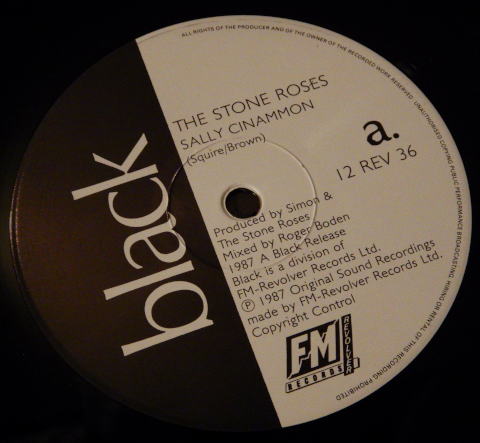 ALL RIGHTS OF THE PRODUCER AND OF THE OWNER OF THE RECORDED WORK RESERVED · UNAUTHORISED COPYING PUBLIC PERFORMANCE BROADCASTING HIRING OR RENTAL OF THIS RECORDING PROHIBITED
black
THE STONE ROSES
SALLY CINAMMON
(Squire/Brown)
a.
12 REV 36
Produced by Simon &
The Stone Roses
Mixed by Roger Boden
1987 A Black Release
Black is a division of
FM-Revolver Records Ltd.
℗ 1987 Original Sound Recordings
made by FM-Revolver Records Ltd.
Copyright Control
FM
REVOLVER
RECORDS